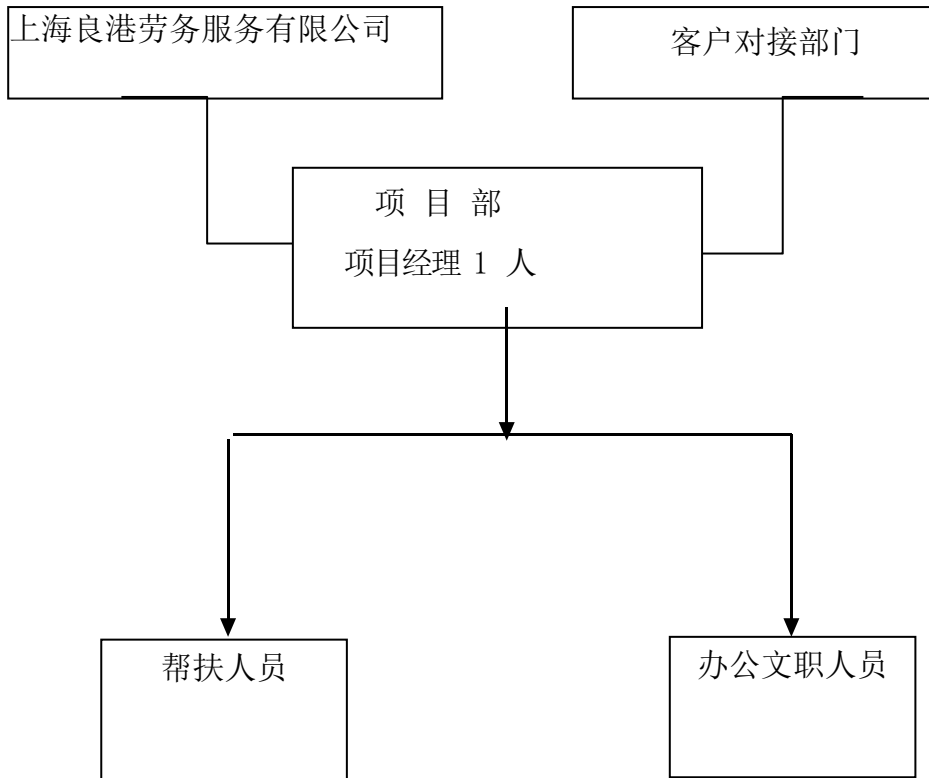 上海良港劳务服务有限公司
客户对接部门
项 目 部
项目经理 1 人
帮扶人员
办公文职人员